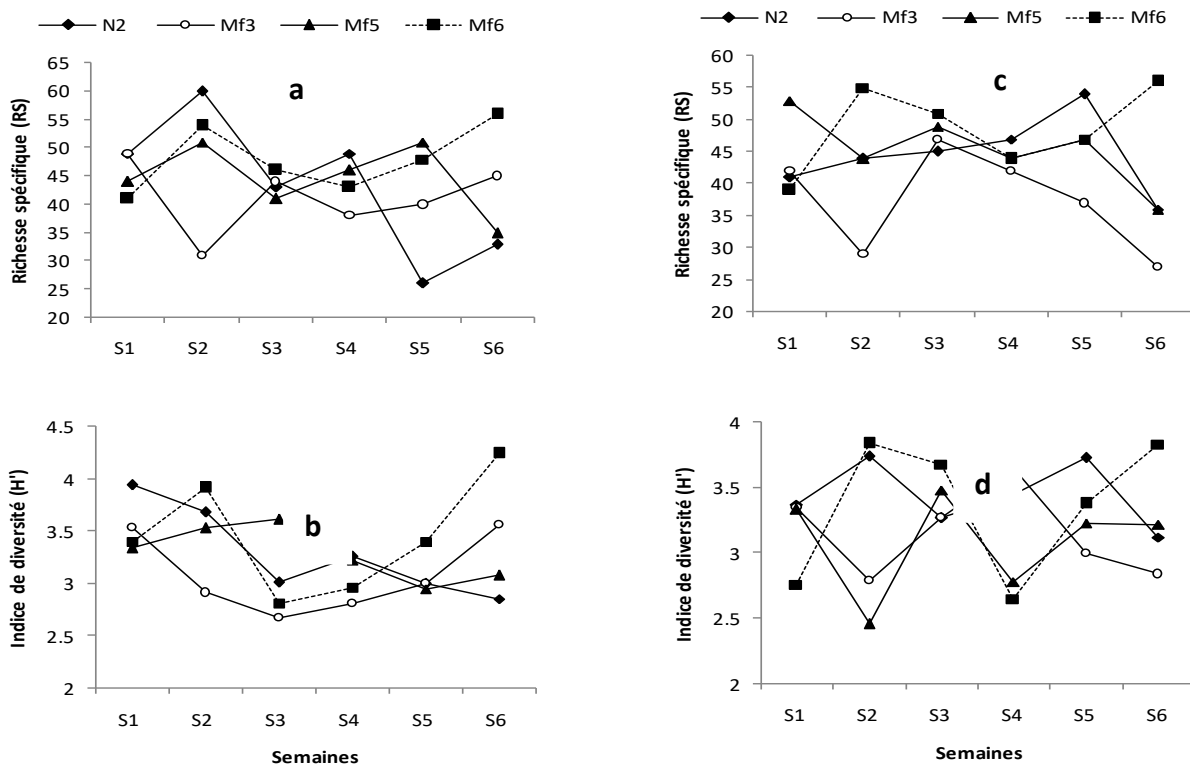 N2 Mf3 Mf5 Mf6
a
Richesse spécifique (RS)
65
60
55
50
45
40
35
30
25
20
S1 S2 S3 S4 S5 S6
N2 Mf3 Mf5 Mf6
c
Richesse spécifique (RS)
60
55
50
45
40
35
30
25
20
S1 S2 S3 S4 S5 S6
b
Indice de diversité (H')
4.5
4
3.5
3
2.5
2
S1 S2 S3 S4 S5 S6
Semaines
d
Indice de diversité (H')
4
3.5
3
2.5
2
S1 S2 S3 S4 S5 S6
Semaines